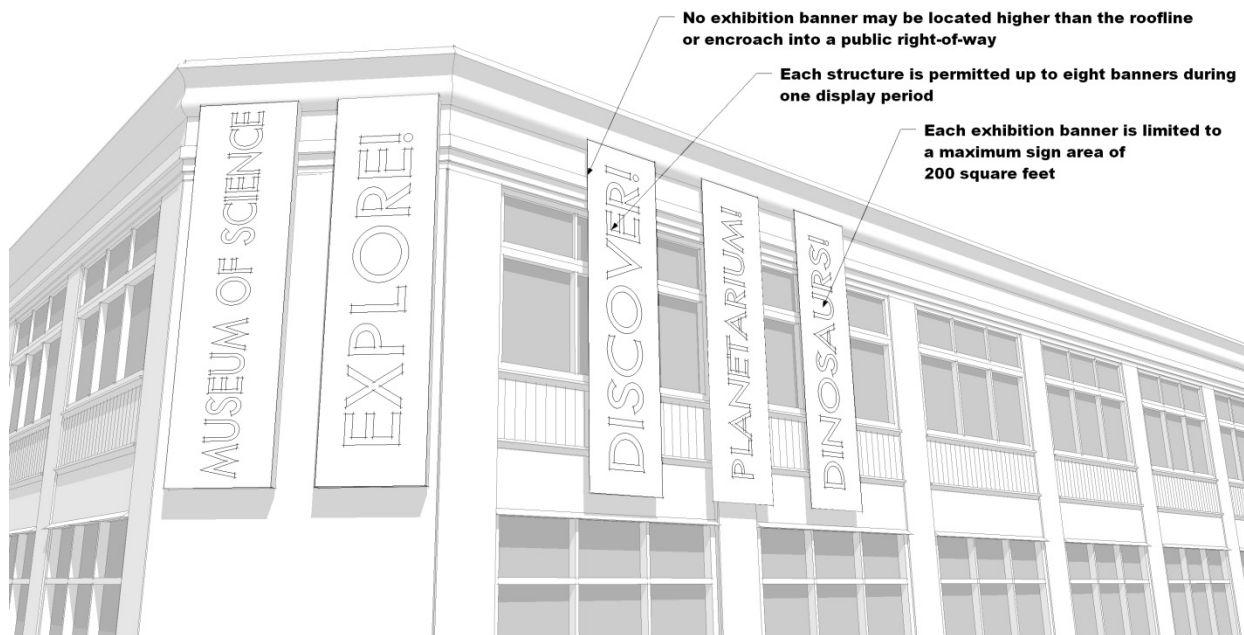 No exhibition banner may be located higher than the roofline
or encroach into a public right-of-way
Each structure is permitted up to eight banners during
one display period
Each exhibition banner is limited to
a maximum sign area of
200 square feet
MUSEUM OF SCIENCE
EXPLORE!
DISCOVER!
PLANETARIUM!
DINOSAURS!